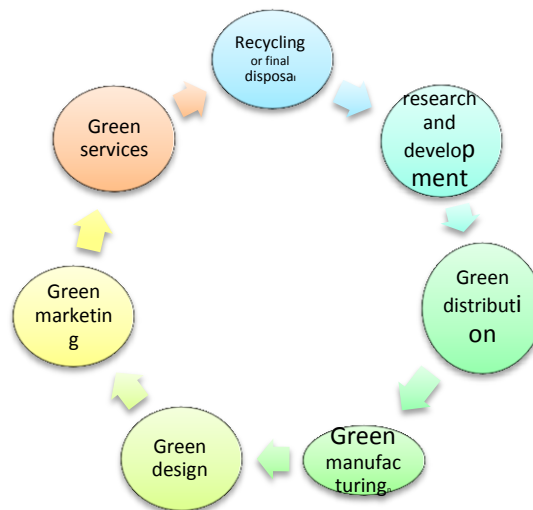 Recycling
or final
disposal
research
and
develop
ment
Green
distributi
on
Green
manufac
turing.
Green
design
Green
marketin
g
Green
services